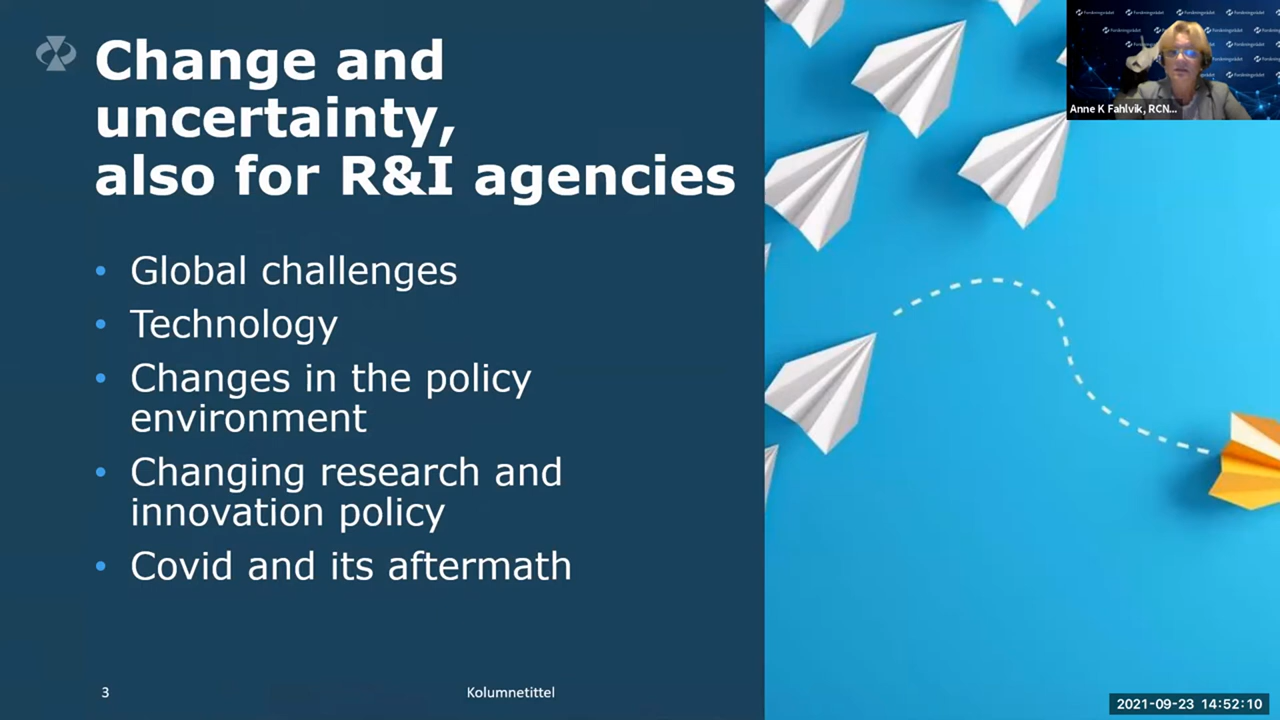 Change and
uncertainty,
also for R&I agencies
• Global challenges
• Technology
• Changes in the policy
environment
• Changing research and
innovation policy
• Covid and its aftermath
3
Kolumnetittel
Forskningsrådet
Anne K Fahlvik, RCN...
2021-09-23 14:52:10